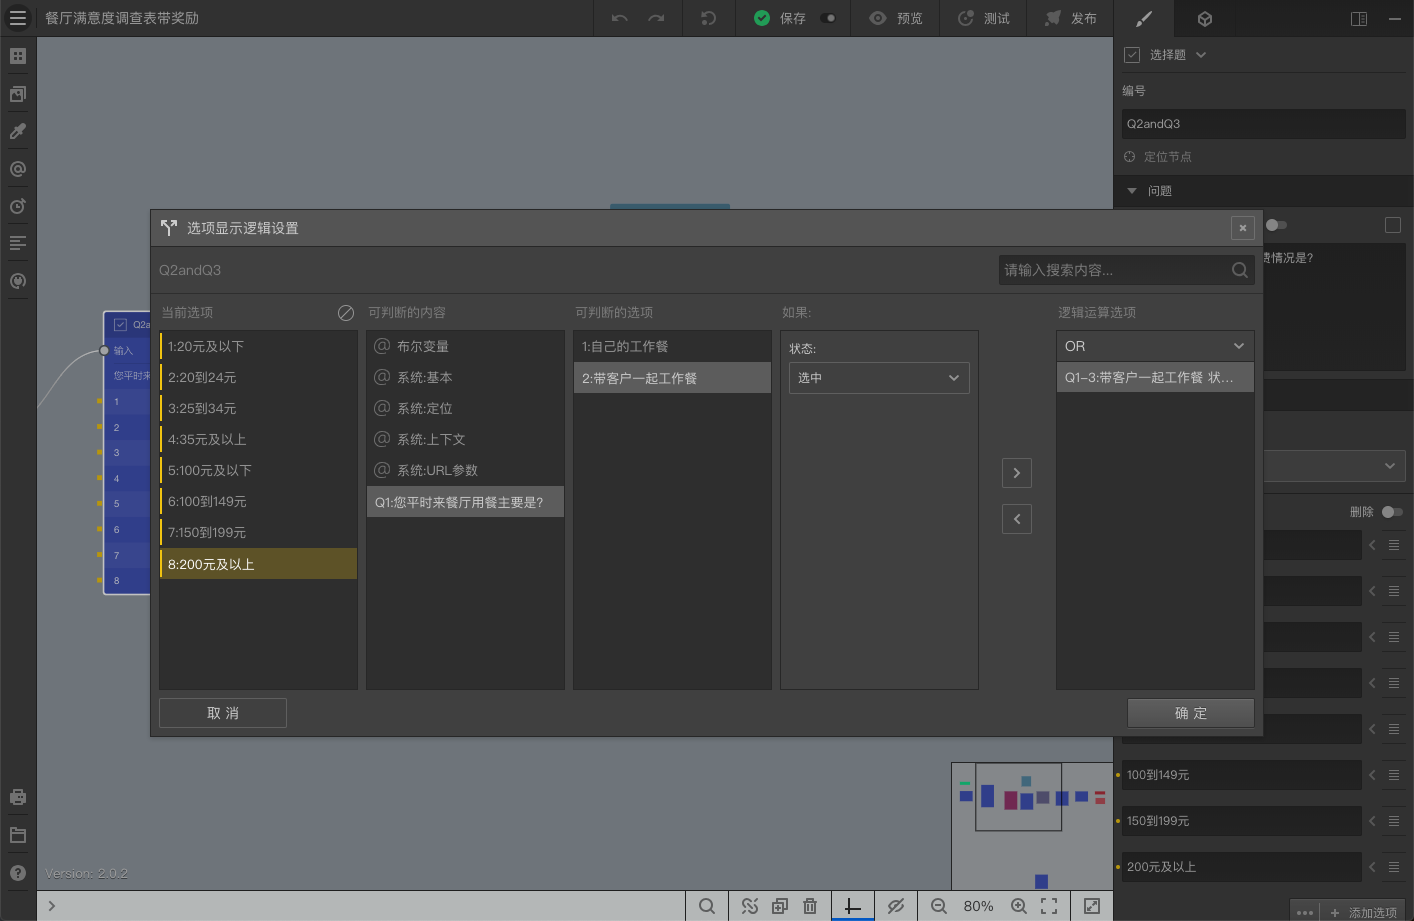 餐厅满意度调查表带奖励
保存
预览
测试
发布
选择题
编号
Q2andQ3
定位节点
问题
费情况是?
删除
100到149元
150到199元
200元及以上
添加选项
Q2a
输入
您平时来
1
2
3
4
5
6
7
8
选项显示逻辑设置
Q2andQ3
请输入搜索内容...
当前选项
可判断的内容
可判断的选项
如果:
逻辑运算选项
1:20元及以下
2:20到24元
3:25到34元
4:35元及以上
5:100元及以下
6:100到149元
7:150到199元
8:200元及以上
布尔变量
系统:基本
系统:定位
系统:上下文
系统:URL参数
Q1:您平时来餐厅用餐主要是?
1:自己的工作餐
2:带客户一起工作餐
状态:
选中
OR
Q1-3:带客户一起工作餐 状...
取 消
确 定
Version: 2.0.2
80%